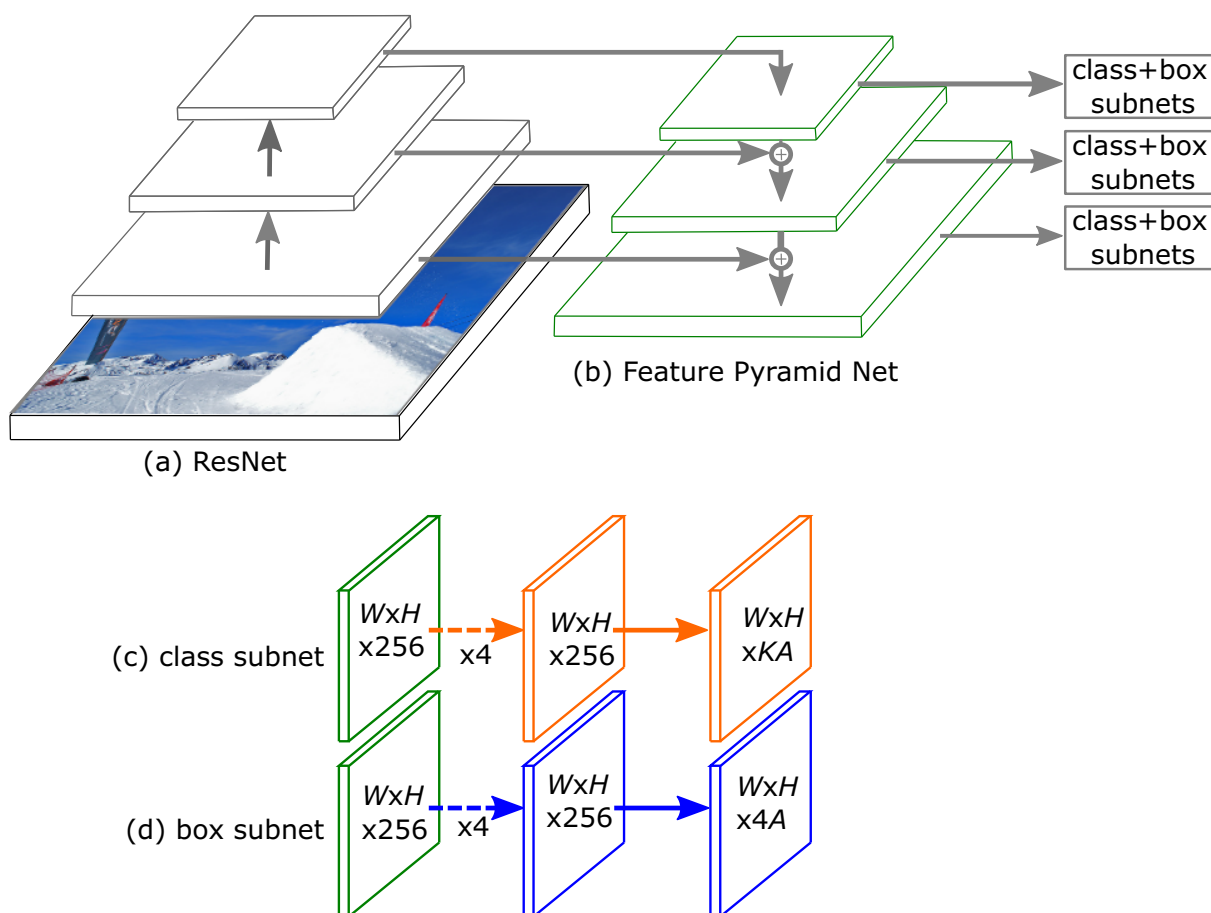 class+box
subnets
class+box
subnets
class+box
subnets
(a) ResNet
(b) Feature Pyramid Net
(c) class subnet
WxH
x256
x4
WxH
x256
WxH
xKA
(d) box subnet
WxH
x256
x4
WxH
x256
WxH
x4A